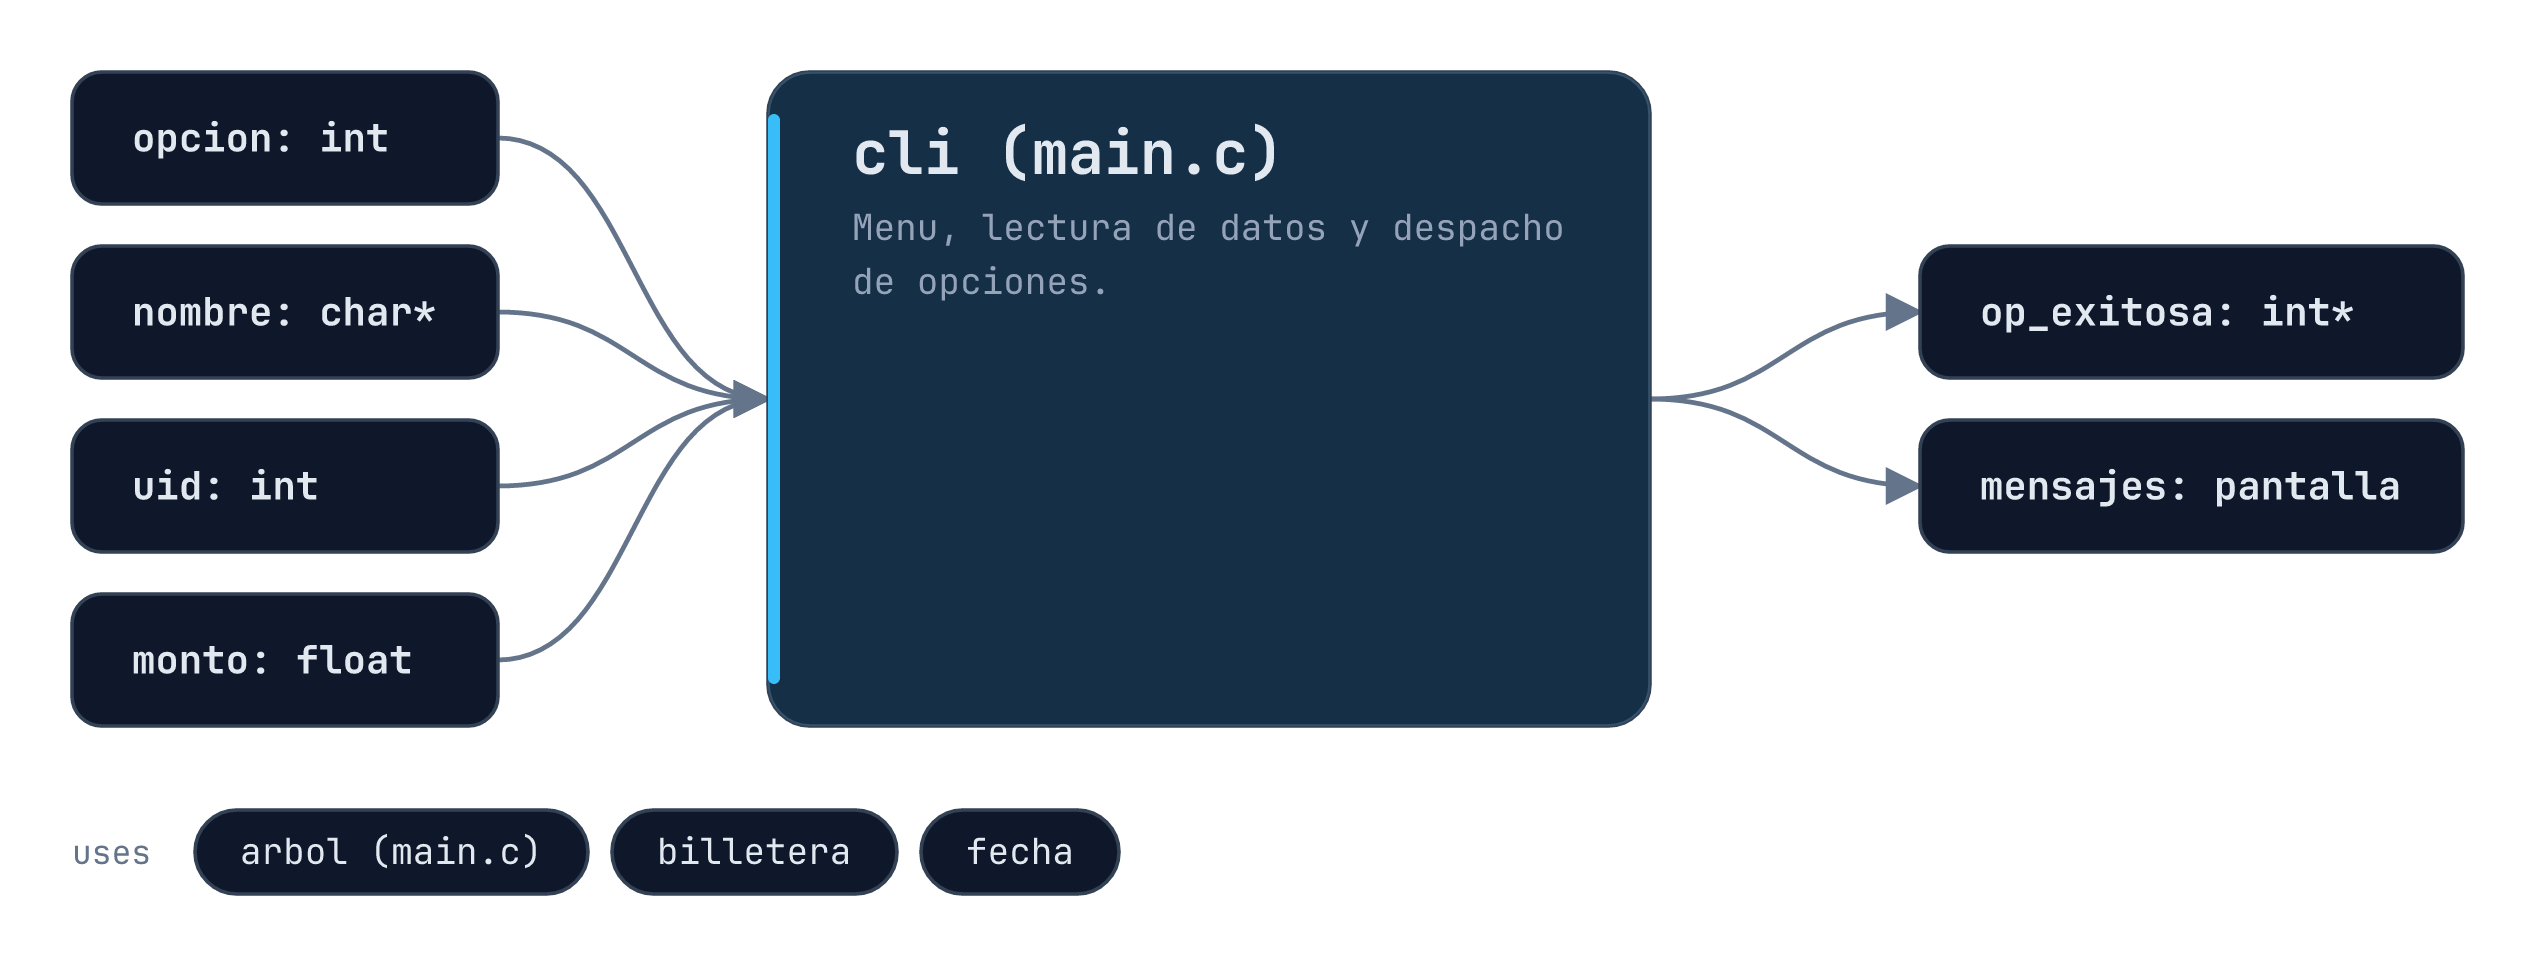 opcion: int
nombre: char*
uid: int
monto: float
cli (main.c)
Menu, lectura de datos y despacho
de opciones.
op_exitosa: int*
mensajes: pantalla
uses
arbol (main.c)
billetera
fecha